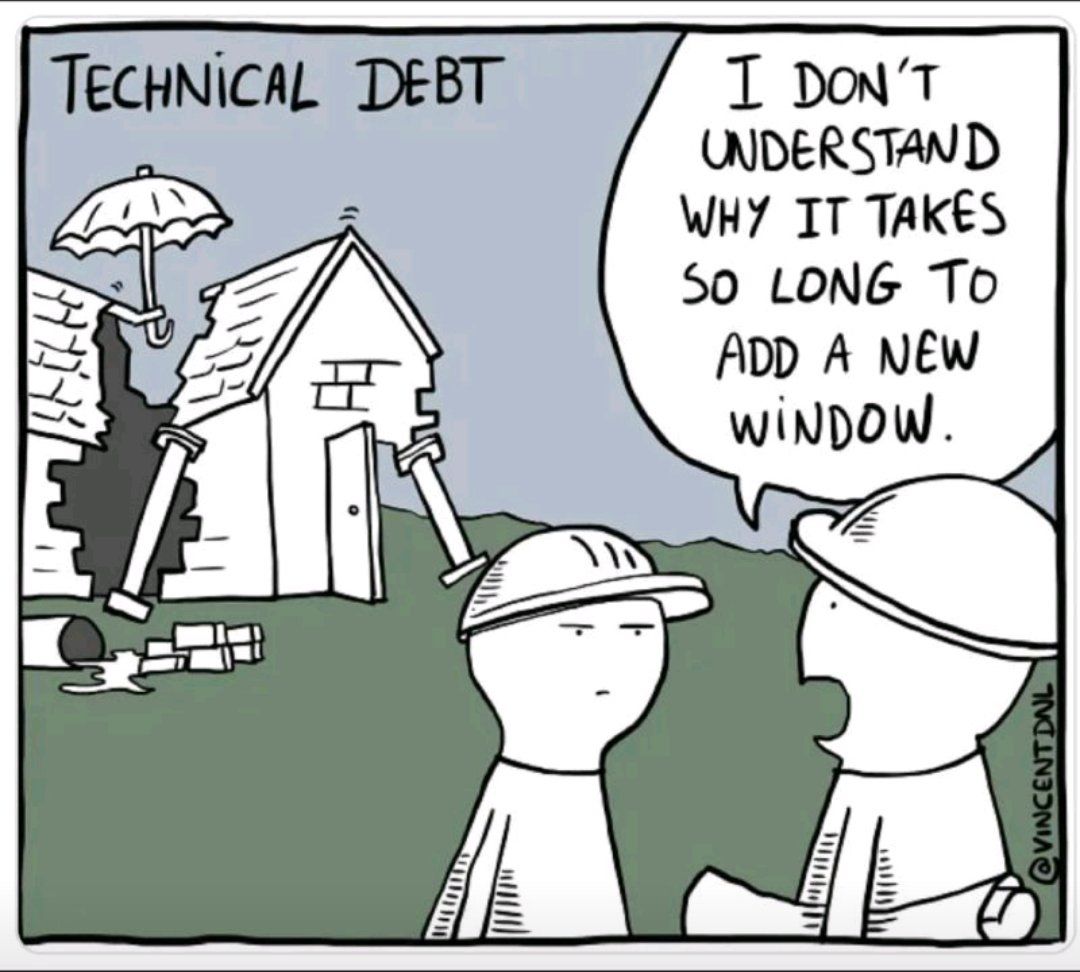 TECHNICAL DEBT
I DON'T
UNDERSTAND
WHY IT TAKES
SO LONG TO
ADD A NEW
WINDOW.
@VINCENTDNL